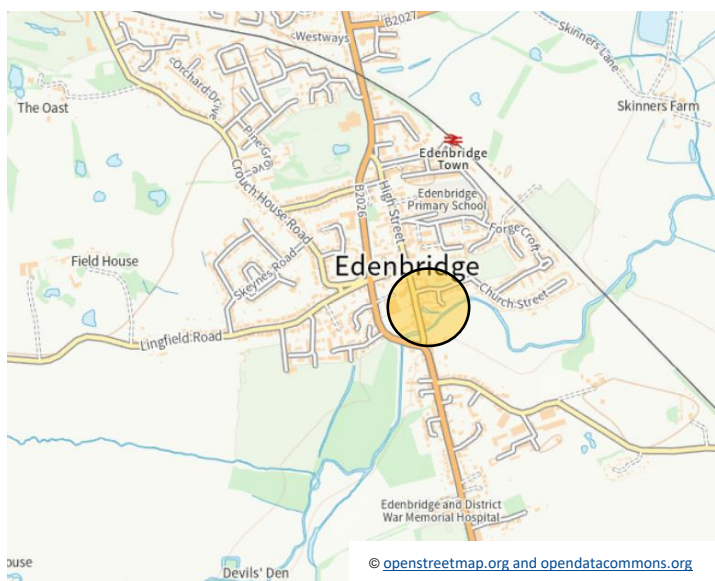 B2027
Westways
Skinners Lane
The Oast
Orchard Drive
Skinners Farm
Pine Grove
Edenbridge
Town
Crouch House Road
B2026
High Street
Edenbridge
Primary School
Forge Croft
Field House
Skeynes Road
Edenbridge
Church Street
Lingfield Road
Edenbridge and District
War Memorial Hospital
ouse
Devils' Den
© openstreetmap.org and opendatacommons.org